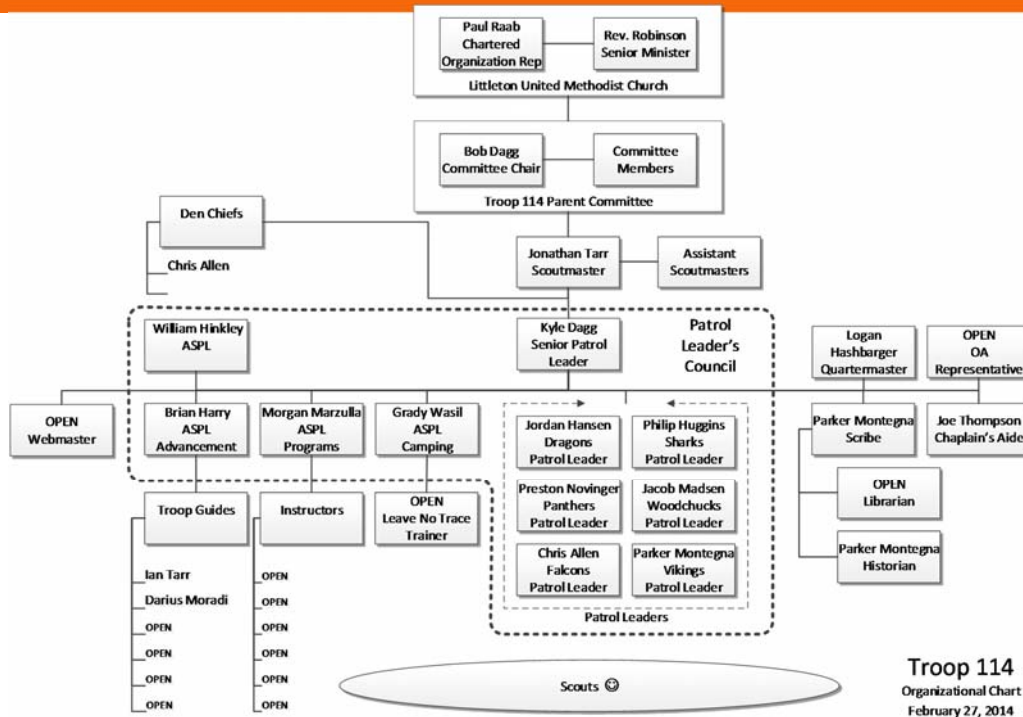 Paul Raab
Chartered
Organization Rep
Rev. Robinson
Senior Minister
Littleton United Methodist Church
Bob Dagg
Committee Chair
Committee
Members
Troop 114 Parent Committee
Den Chiefs
Chris Allen
Jonathan Tarr
Scoutmaster
Assistant
Scoutmasters
William Hinkley
ASPL
Kyle Dagg
Senior Patrol
Leader
Patrol
Leader's
Council
Logan
Hashbarger
Quartermaster
OPEN
OA
Representative
OPEN
Webmaster
Brian Harry
ASPL
Advancement
Morgan Marzulla
ASPL
Programs
Grady Wasil
ASPL
Camping
Jordan Hansen
Dragons
Patrol Leader
Philip Huggins
Sharks
Patrol Leader
Parker Montegna
Scribe
Joe Thompson
Chaplain's Aide
Troop Guides
Instructors
OPEN
Leave No Trace
Trainer
Preston Novinger
Panthers
Patrol Leader
Jacob Madsen
Woodchucks
Patrol Leader
OPEN
Librarian
Chris Allen
Falcons
Patrol Leader
Parker Montegna
Vikings
Patrol Leader
Parker Montegna
Historian
Patrol Leaders
Ian Tarr
Darius Moradi
OPEN
OPEN
OPEN
OPEN
OPEN
OPEN
OPEN
OPEN
OPEN
OPEN
Scouts ☺
Troop 114
Organizational Chart
February 27, 2014